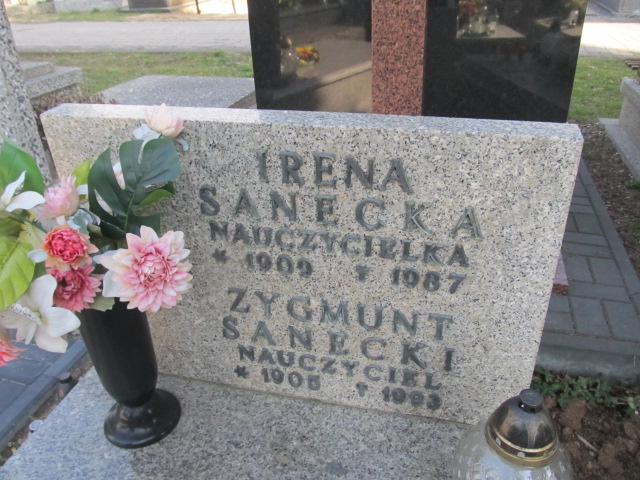 IRENA
SANECKA
NAUCZYCIELKA
* 1909 † 1987
ZYGMUNT
SANECKI
NAUCZYCIEL
* 1905 † 1993